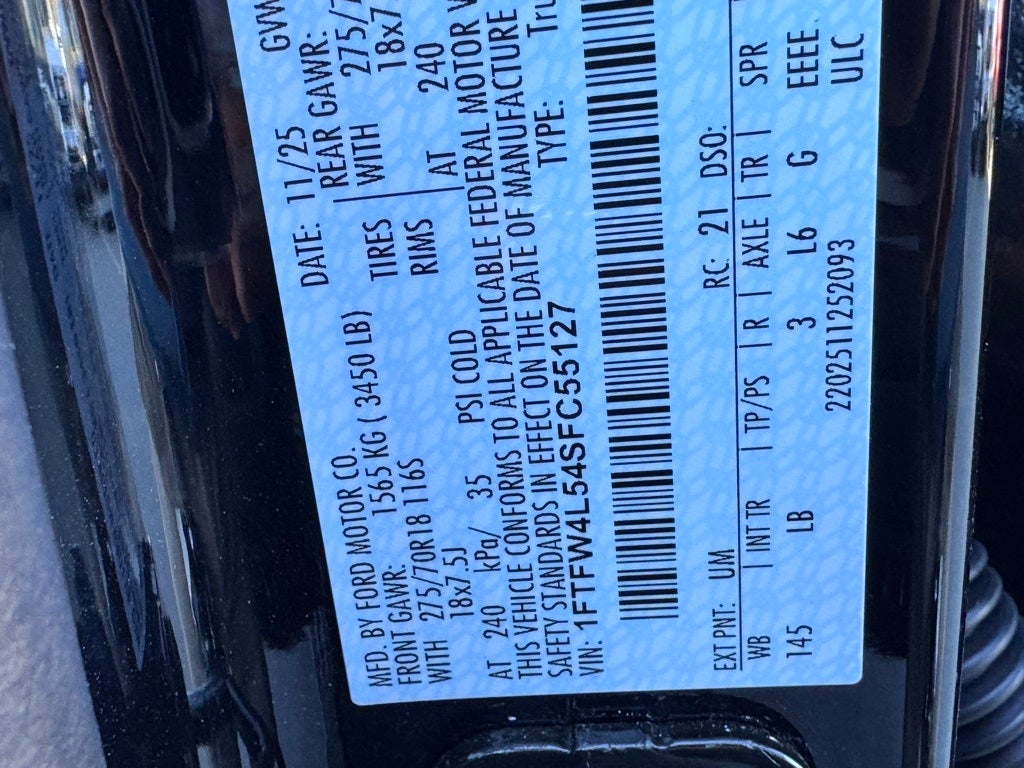 MFD. BY FORD MOTOR CO. DATE: 11/25 GVW
FRONT GAWR: 1565 KG ( 3450 LB) REAR GAWR:
WITH 275/70R18 116S TIRES WITH 275/7
18x7.5J RIMS 18x7
AT 240 kPa/ 35 PSI COLD AT 240
THIS VEHICLE CONFORMS TO ALL APPLICABLE FEDERAL MOTOR V
SAFETY STANDARDS IN EFFECT ON THE DATE OF MANUFACTURE
VIN: 1FTFW4L54SFC55127 TYPE: Tru
EXT PNT: UM RC: 21 DSO:
WB | INT TR | TP/PS | R | AXLE | TR | SPR
145 LB 3 L6 G EEEE
2202511252093 ULC